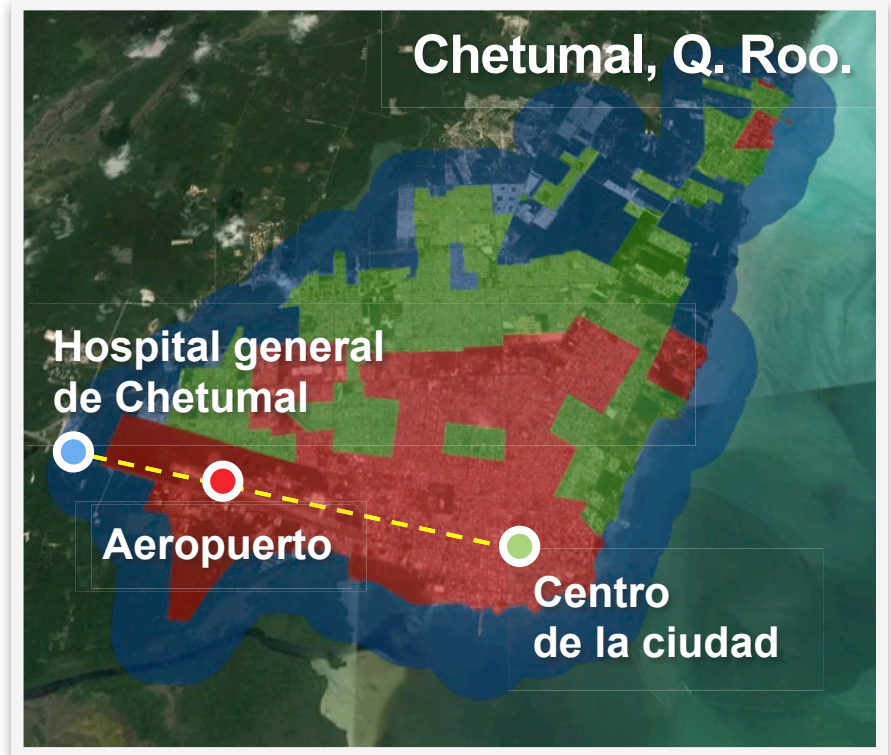 Chetumal, Q. Roo.
Hospital general
de Chetumal
Aeropuerto
Centro
de la ciudad